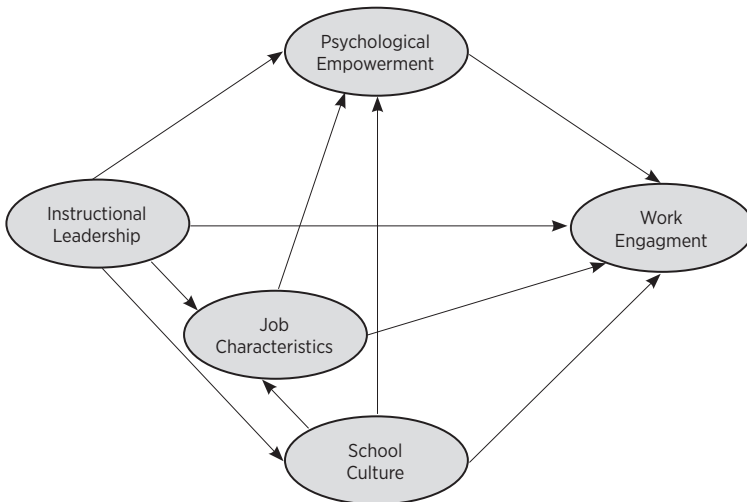 Psychological
Empowerment
Instructional
Leadership
Work
Engagment
Job
Characteristics
School
Culture